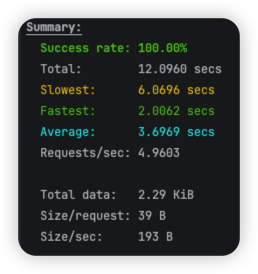 Summary:
Success rate: 100.00%
Total: 12.0960 secs
Slowest: 6.0696 secs
Fastest: 2.0062 secs
Average: 3.6969 secs
Requests/sec: 4.9603
Total data: 2.29 KiB
Size/request: 39 B
Size/sec: 193 B